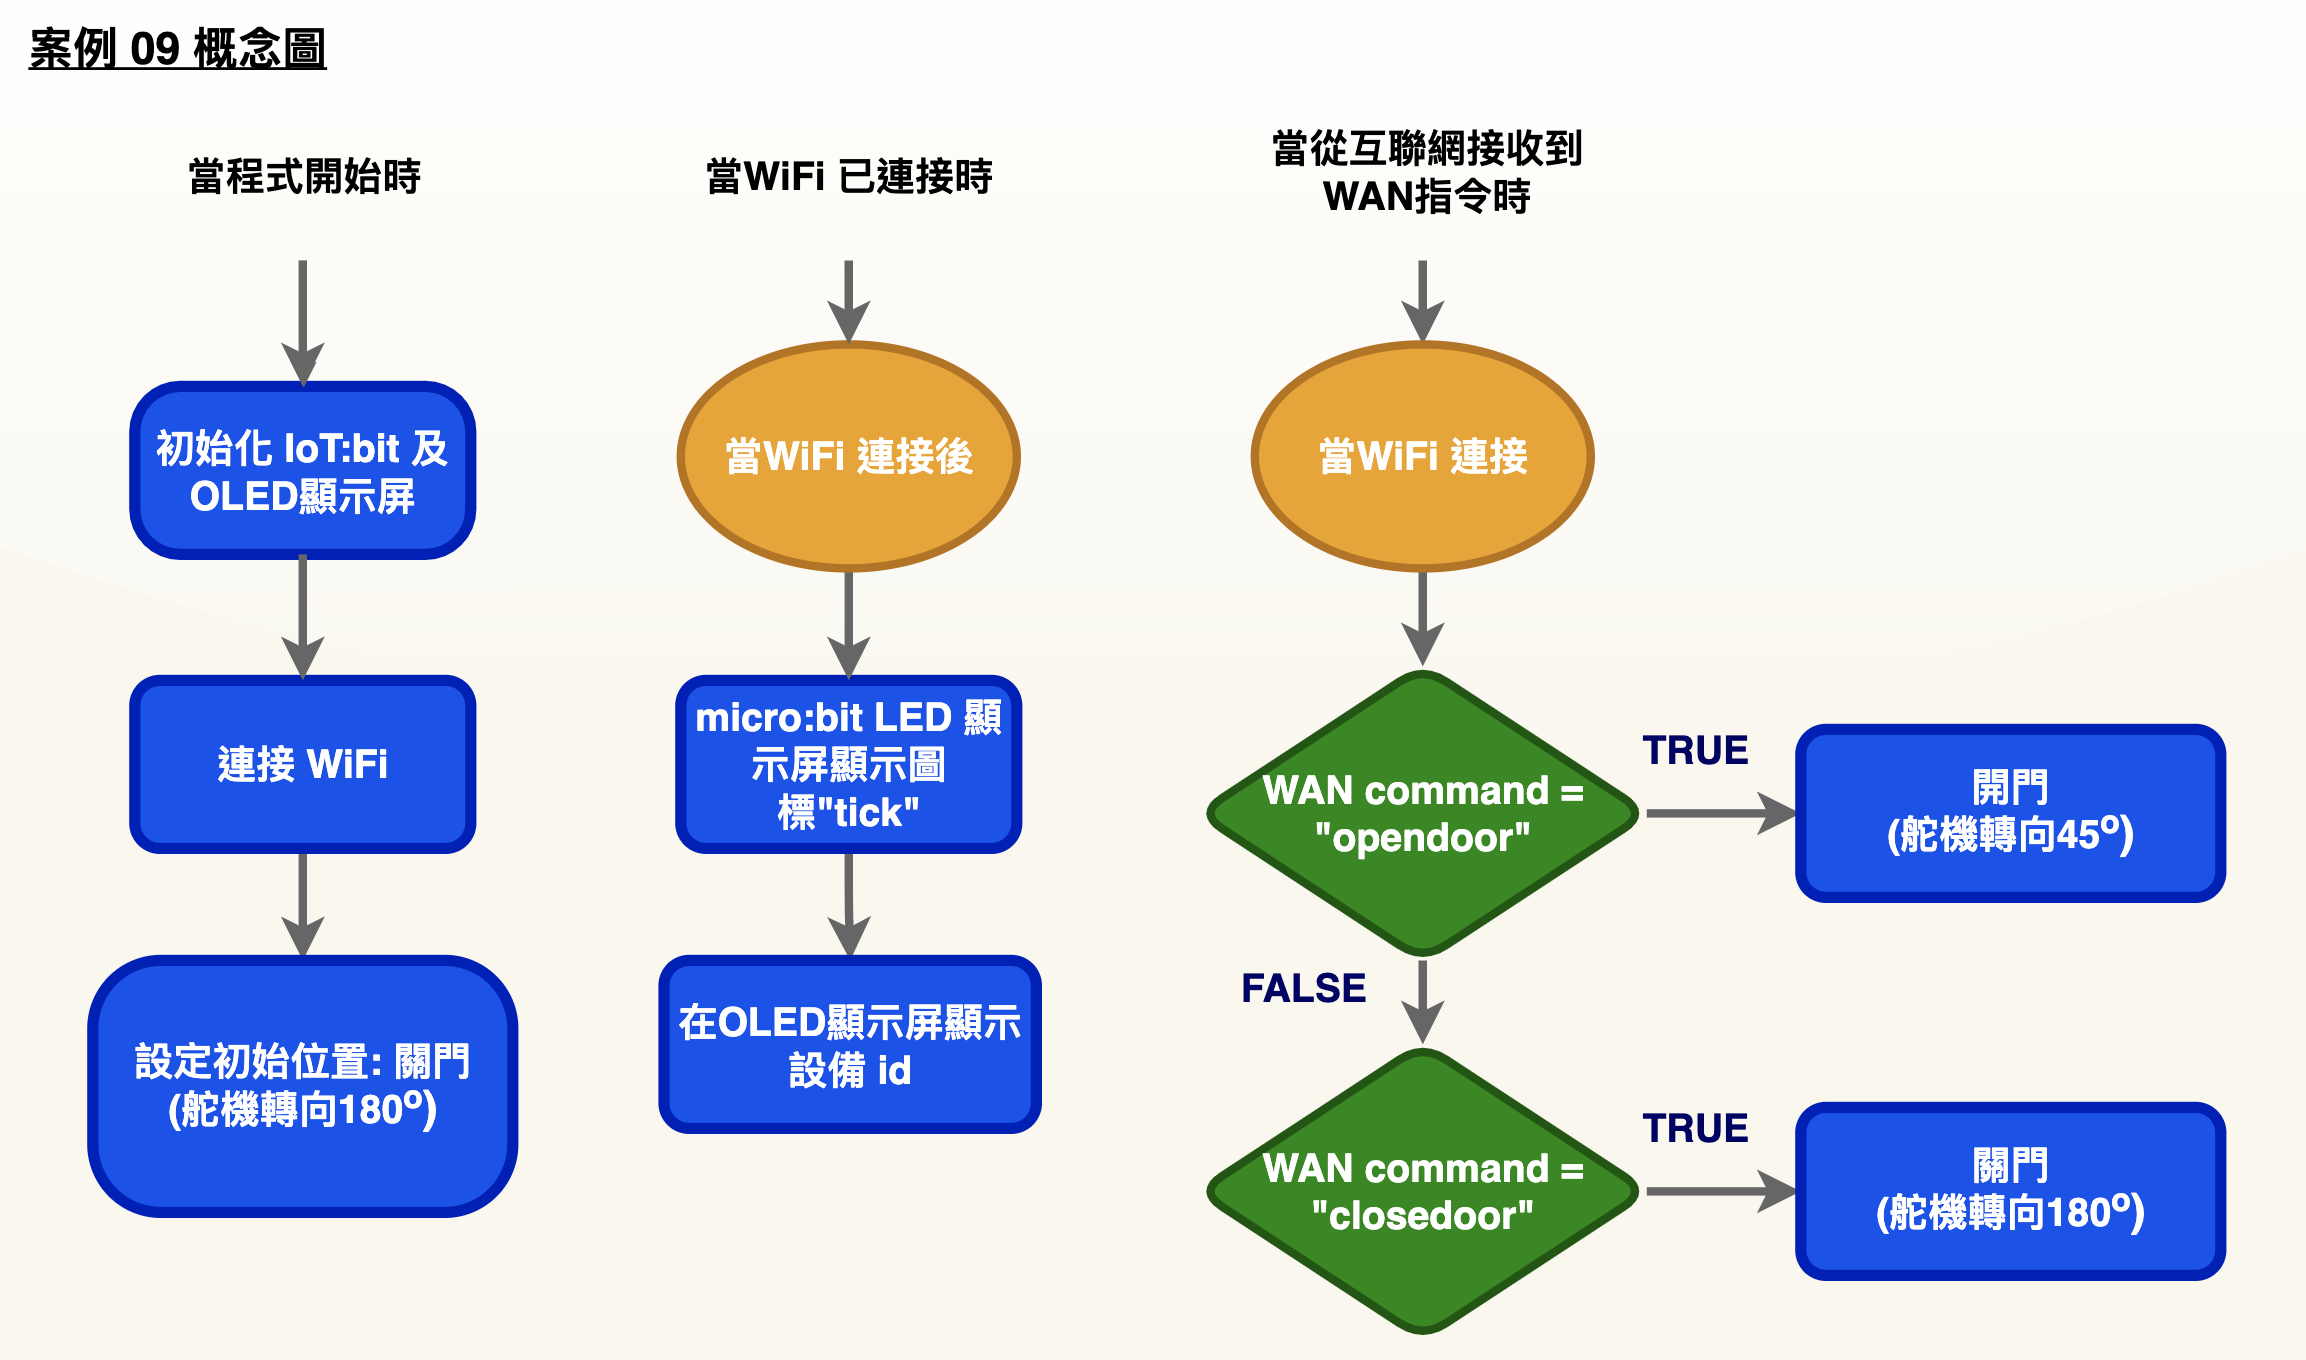 案例 09 概念圖
當程式開始時
初始化 IoT:bit 及
OLED顯示屏
連接 WiFi
設定初始位置: 關門
(舵機轉向180º)
當WiFi 已連接時
當WiFi 連接後
micro:bit LED 顯
示屏顯示圖
標"tick"
在OLED顯示屏顯示
設備 id
當從互聯網接收到
WAN指令時
當WiFi 連接
WAN command =
"opendoor"
TRUE
開門
(舵機轉向45º)
FALSE
WAN command =
"closedoor"
TRUE
關門
(舵機轉向180º)